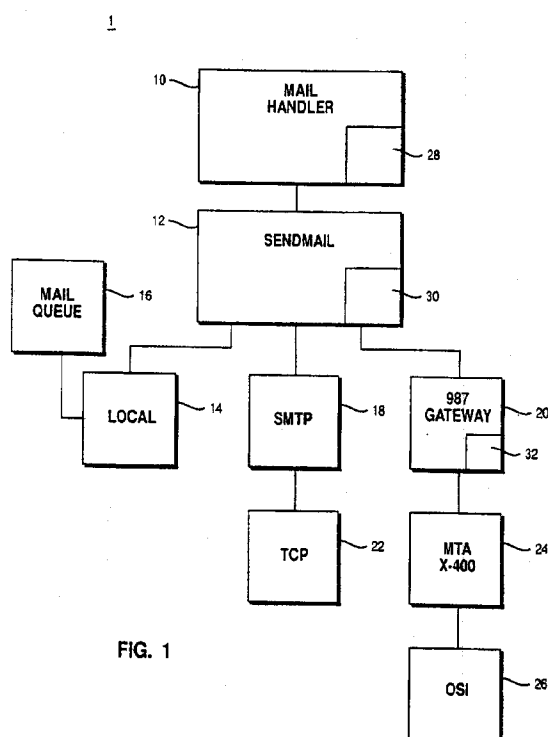 1
10
MAIL
HANDLER
28
12
SENDMAIL
30
MAIL
QUEUE
16
LOCAL
14
SMTP
18
987
GATEWAY
20
32
TCP
22
MTA
X-400
24
FIG. 1
OSI
26